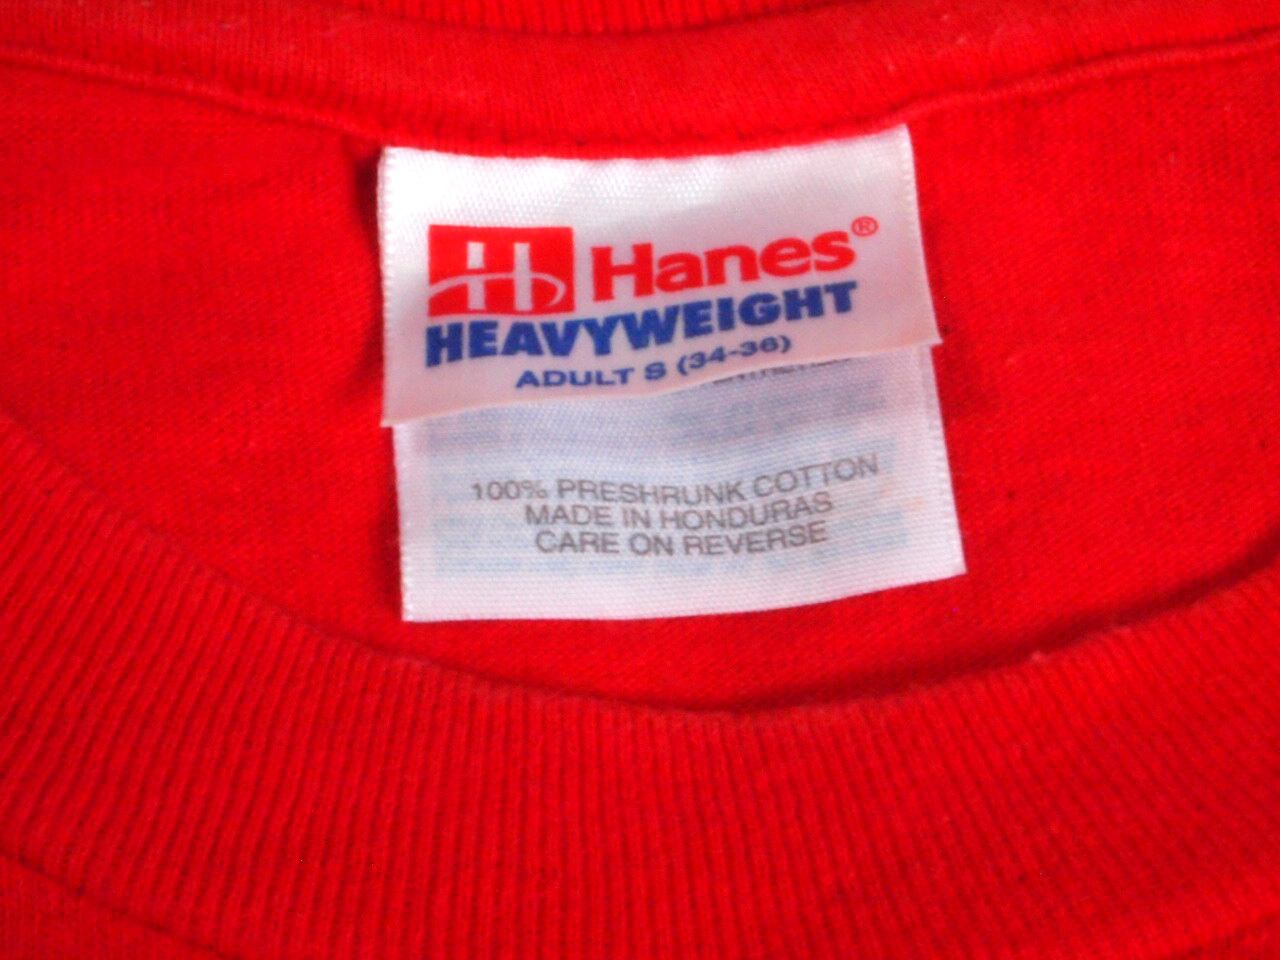 Hanes®
HEAVYWEIGHT
ADULT S (34-36)
100% PRESHRUNK COTTON
MADE IN HONDURAS
CARE ON REVERSE